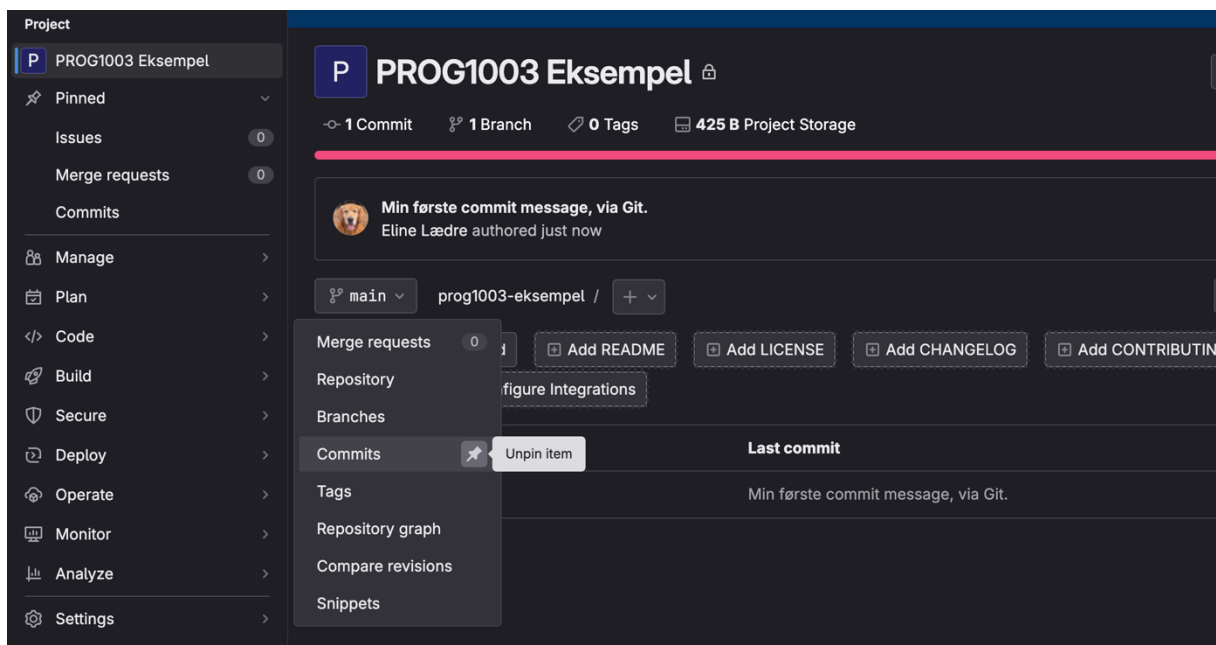 Project
P PROG1003 Eksempel
Pinned
Issues 0
Merge requests 0
Commits
Manage
Plan
Code
Build
Secure
Deploy
Operate
Monitor
Analyze
Settings
P PROG1003 Eksempel
1 Commit 1 Branch 0 Tags 425 B Project Storage
Min første commit message, via Git.
Eline Lædre authored just now
main prog1003-eksempel /
Add README Add LICENSE Add CHANGELOG Add CONTRIBUTIN
figure Integrations
Last commit
Min første commit message, via Git.
Merge requests 0
Repository
Branches
Commits Unpin item
Tags
Repository graph
Compare revisions
Snippets